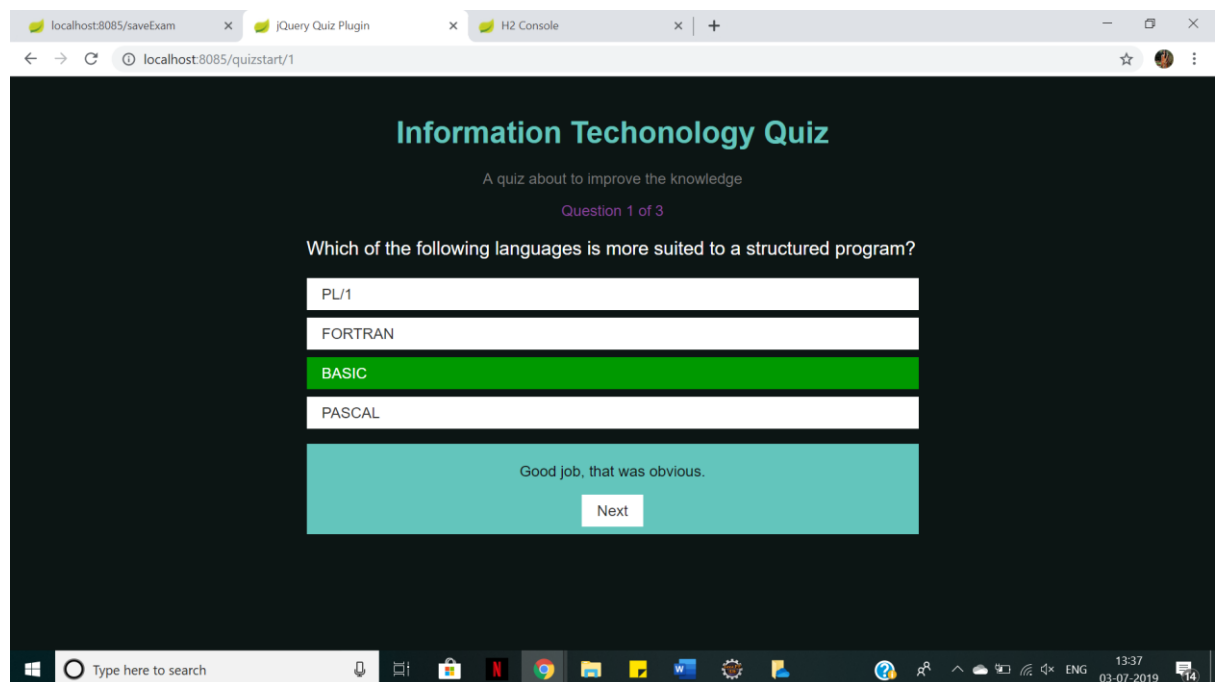 localhost:8085/saveExam
jQuery Quiz Plugin
H2 Console
localhost:8085/quizstart/1
Information Techonology Quiz
A quiz about to improve the knowledge
Question 1 of 3
Which of the following languages is more suited to a structured program?
PL/1
FORTRAN
BASIC
PASCAL
Good job, that was obvious.
Next
Type here to search
ENG
13:37
03-07-2019
14